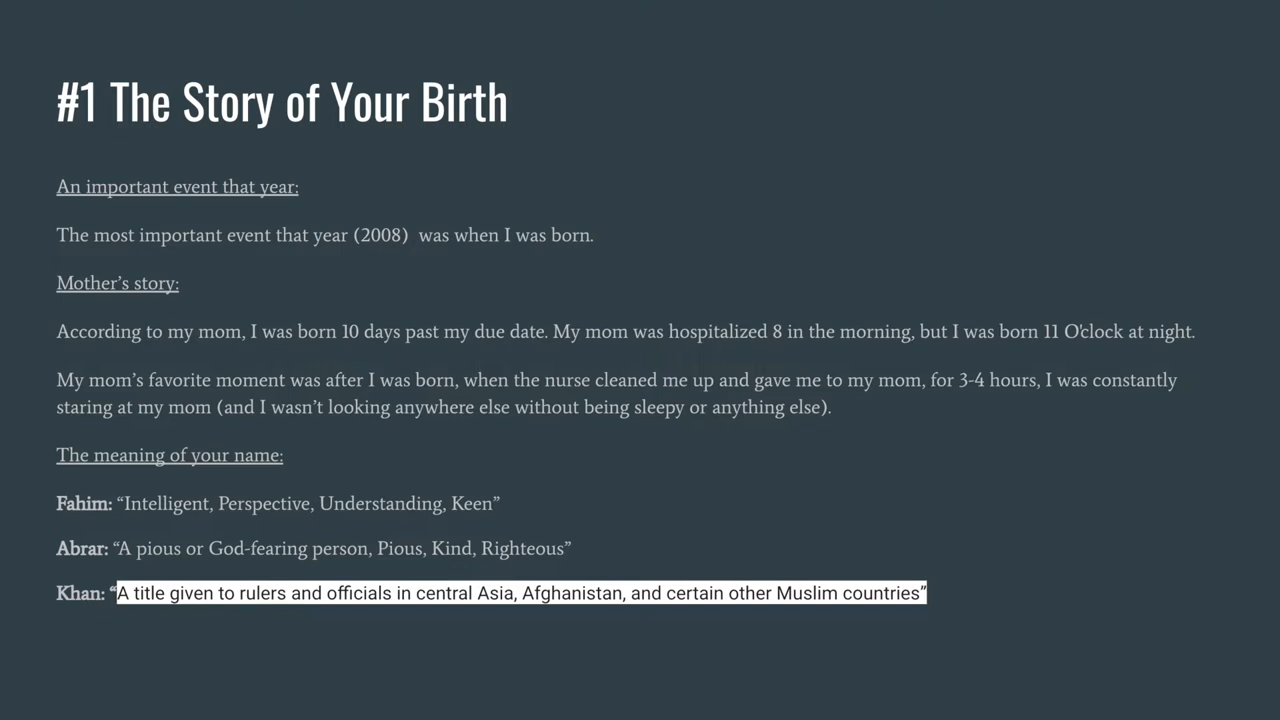 #1 The Story of Your Birth
An important event that year:
The most important event that year (2008)  was when I was born.
Mother’s story:
According to my mom, I was born 10 days past my due date. My mom was hospitalized 8 in the morning, but I was born 11 O'clock at night.
My mom’s favorite moment was after I was born, when the nurse cleaned me up and gave me to my mom, for 3-4 hours, I was constantly
staring at my mom (and I wasn’t looking anywhere else without being sleepy or anything else).
The meaning of your name:
Fahim: “Intelligent, Perspective, Understanding, Keen”
Abrar: “A pious or God-fearing person, Pious, Kind, Righteous”
Khan: “A title given to rulers and officials in central Asia, Afghanistan, and certain other Muslim countries”